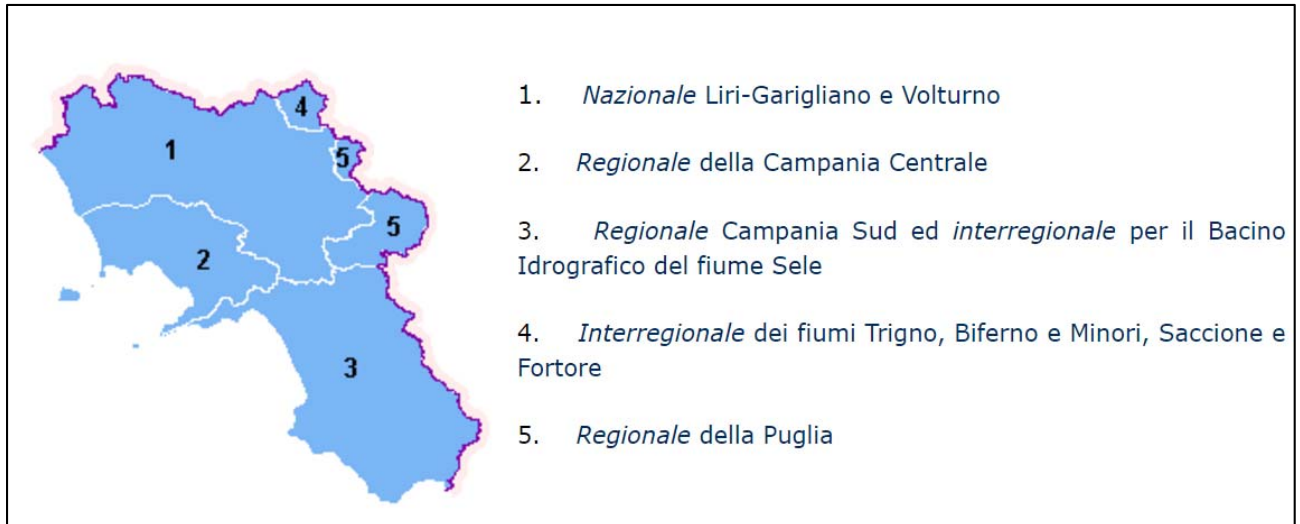 4
1
5
5
2
3
1. Nazionale Liri-Garigliano e Volturno
2. Regionale della Campania Centrale
3. Regionale Campania Sud ed interregionale per il Bacino
Idrografico del fiume Sele
4. Interregionale dei fiumi Trigno, Biferno e Minori, Saccione e
Fortore
5. Regionale della Puglia